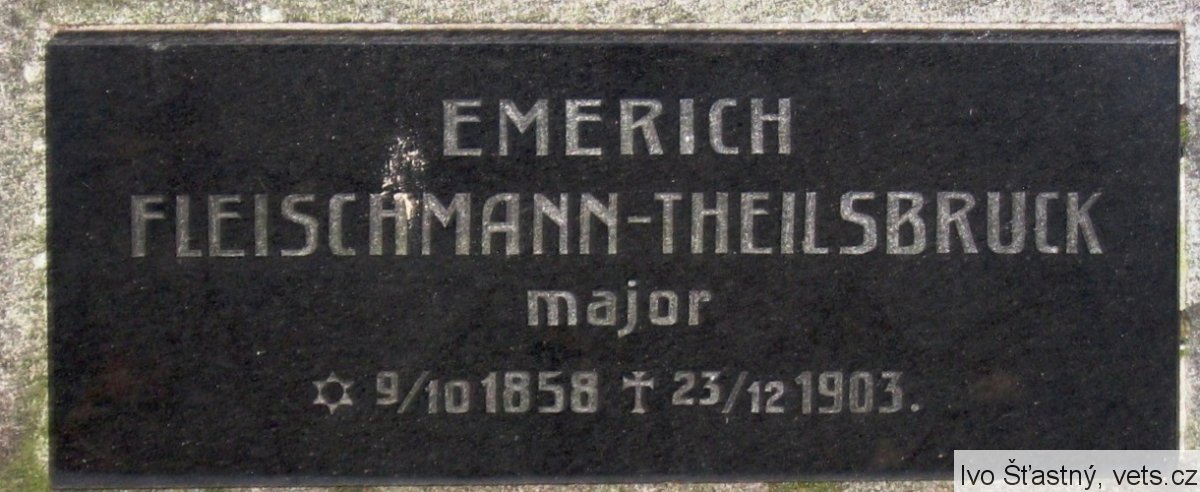 EMERICH
FLEISCHMANN-THEILSBRUCK
major
✡ 9/10 1858 ✝ 23/12 1903.
Ivo Šťastný, vets.cz